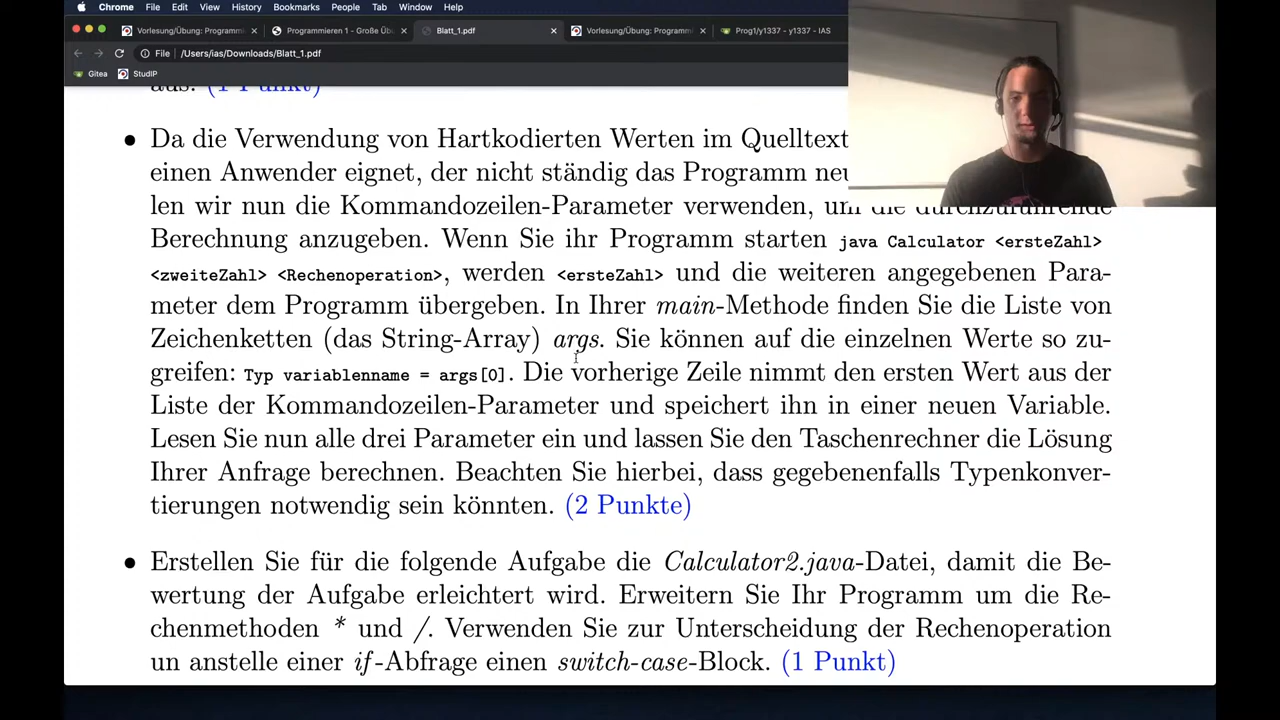 Chrome File Edit View History Bookmarks People Tab Window Help
Vorlesung/Übung: Programmi Programmieren 1 - Große Üb Blatt_1.pdf Vorlesung/Übung: Programmi Prog1/y1337 - y1337 - IAS
File /Users/ias/Downloads/Blatt_1.pdf
Gitea StudIP
aus. (1 Punkt)
• Da die Verwendung von Hartkodierten Werten im Quelltext
einen Anwender eignet, der nicht ständig das Programm neu
len wir nun die Kommandozeilen-Parameter verwenden, um die durchzuführende
Berechnung anzugeben. Wenn Sie ihr Programm starten java Calculator <ersteZahl>
<zweiteZahl> <Rechenoperation>, werden <ersteZahl> und die weiteren angegebenen Para-
meter dem Programm übergeben. In Ihrer main-Methode finden Sie die Liste von
Zeichenketten (das String-Array) args. Sie können auf die einzelnen Werte so zu-
greifen: Typ variablenname = args[0]. Die vorherige Zeile nimmt den ersten Wert aus der
Liste der Kommandozeilen-Parameter und speichert ihn in einer neuen Variable.
Lesen Sie nun alle drei Parameter ein und lassen Sie den Taschenrechner die Lösung
Ihrer Anfrage berechnen. Beachten Sie hierbei, dass gegebenenfalls Typenkonver-
tierungen notwendig sein könnten. (2 Punkte)
• Erstellen Sie für die folgende Aufgabe die Calculator2.java-Datei, damit die Be-
wertung der Aufgabe erleichtert wird. Erweitern Sie Ihr Programm um die Re-
chenmethoden * und /. Verwenden Sie zur Unterscheidung der Rechenoperation
un anstelle einer if-Abfrage einen switch-case-Block. (1 Punkt)